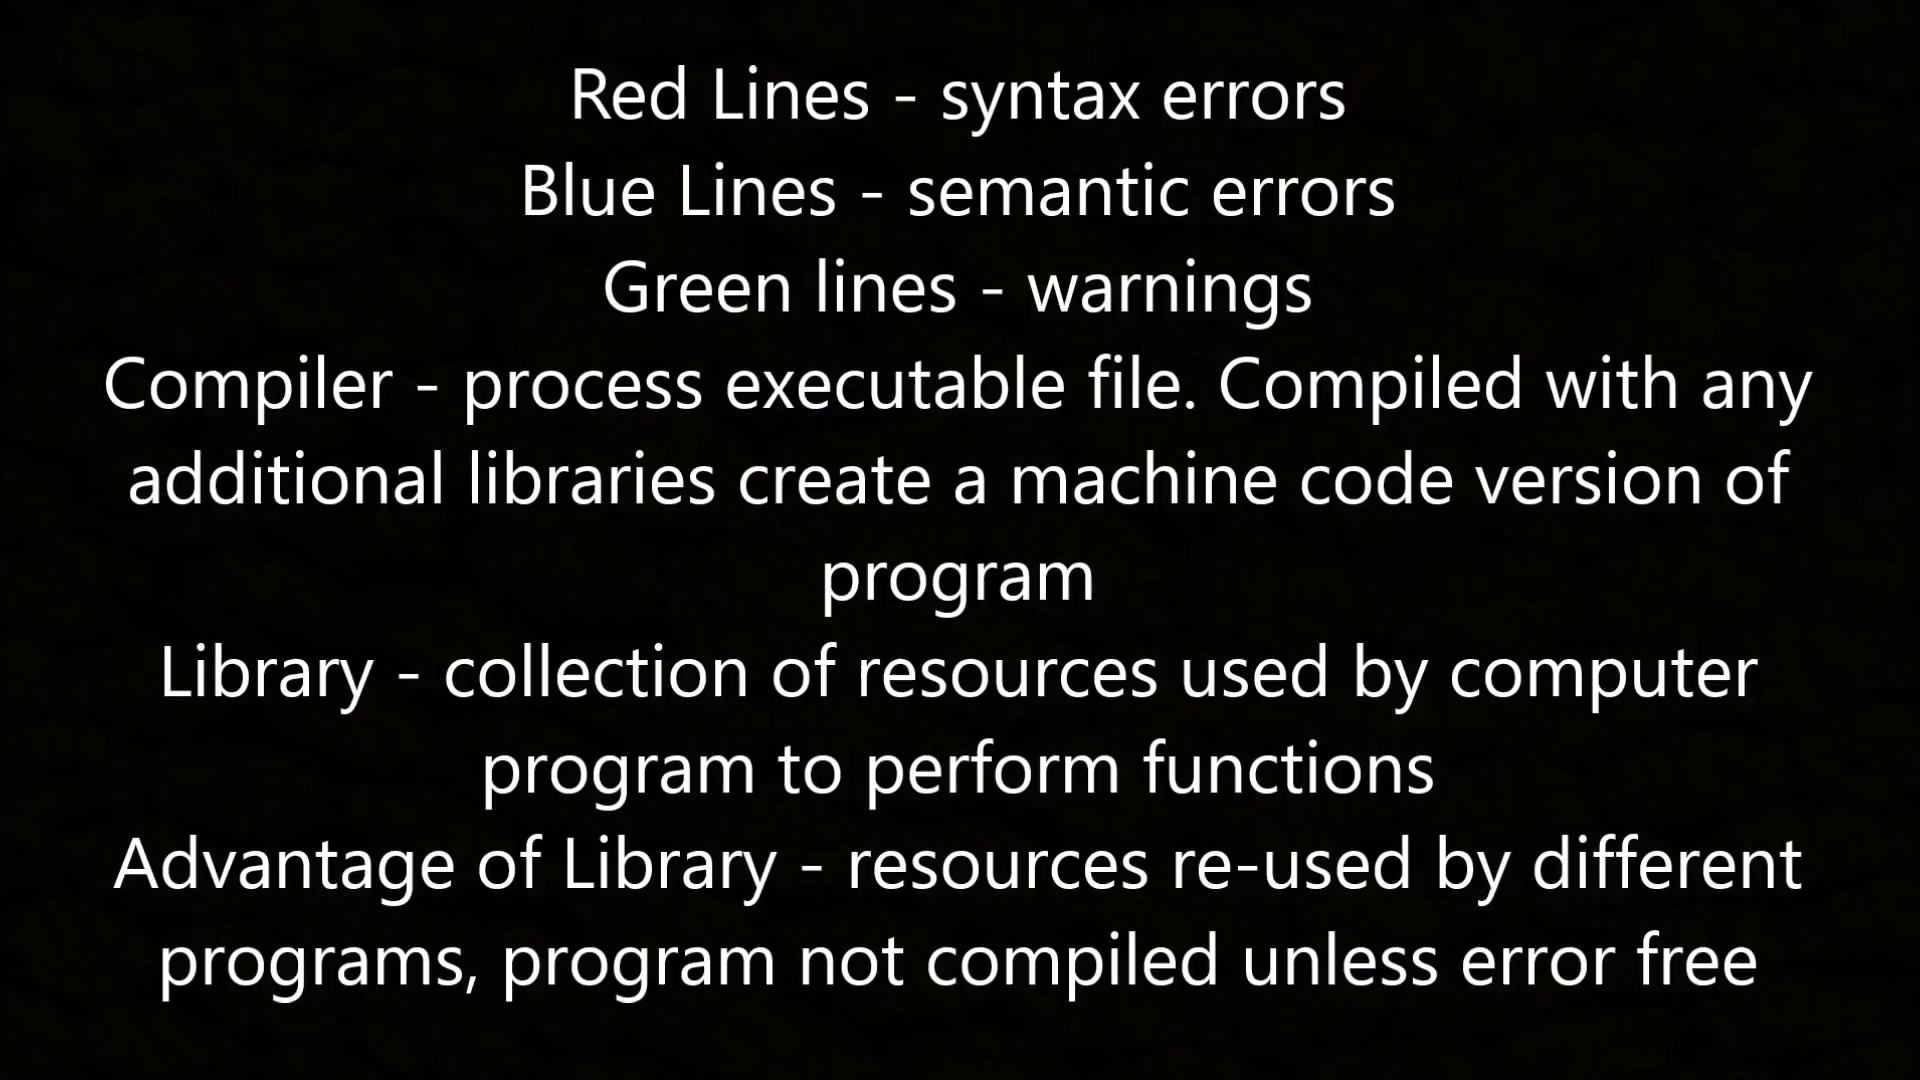 Red Lines - syntax errors
Blue Lines - semantic errors
Green lines - warnings
Compiler - process executable file. Compiled with any
additional libraries create a machine code version of
program
Library - collection of resources used by computer
program to perform functions
Advantage of Library - resources re-used by different
programs, program not compiled unless error free